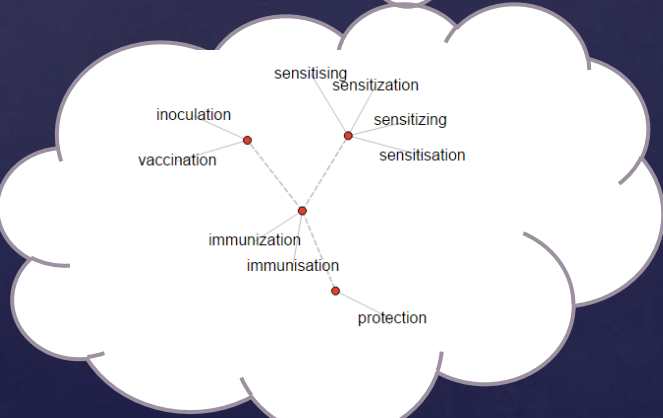 sensitising
sensitization
inoculation
sensitizing
vaccination
sensitisation
immunization
immunisation
protection